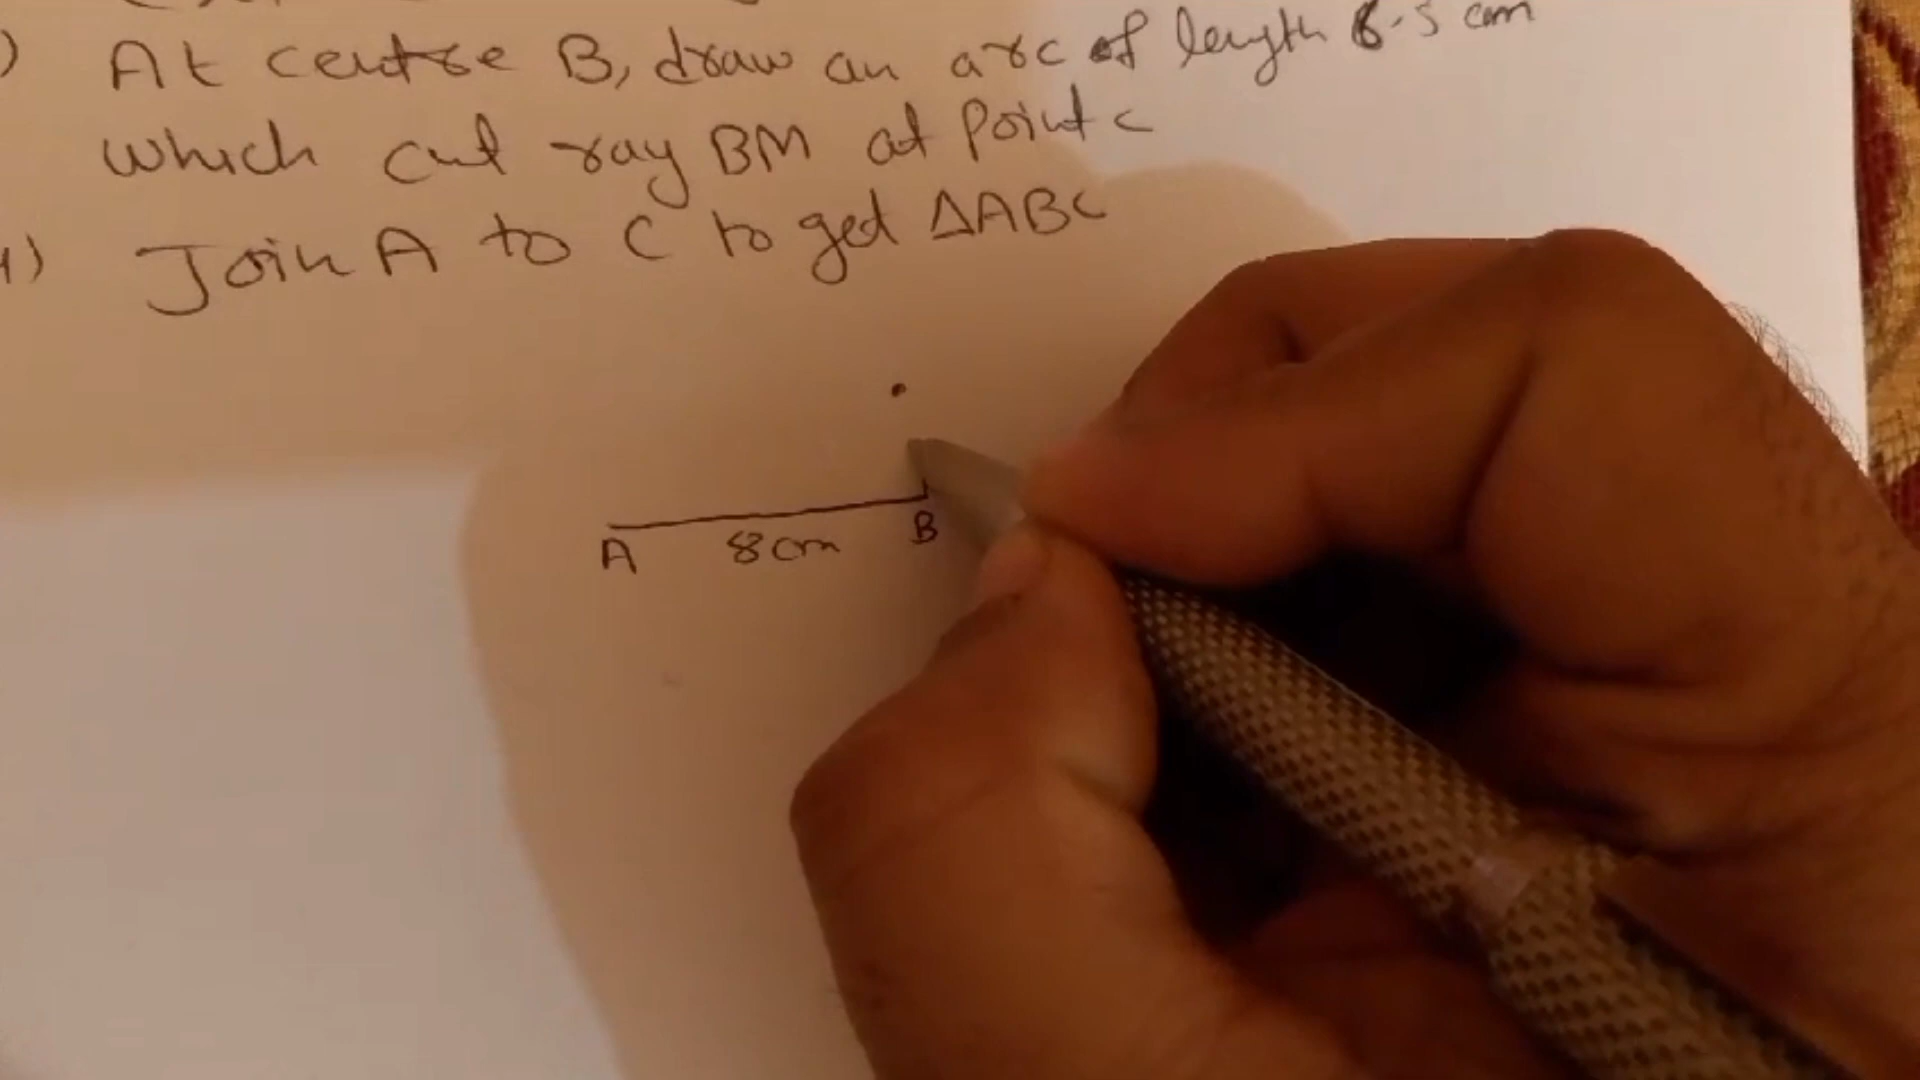 ) At centre B, draw an arc of length 6.5 cm
which cut ray BM at point c
4) Join A to C to get ΔABC
A 8cm B